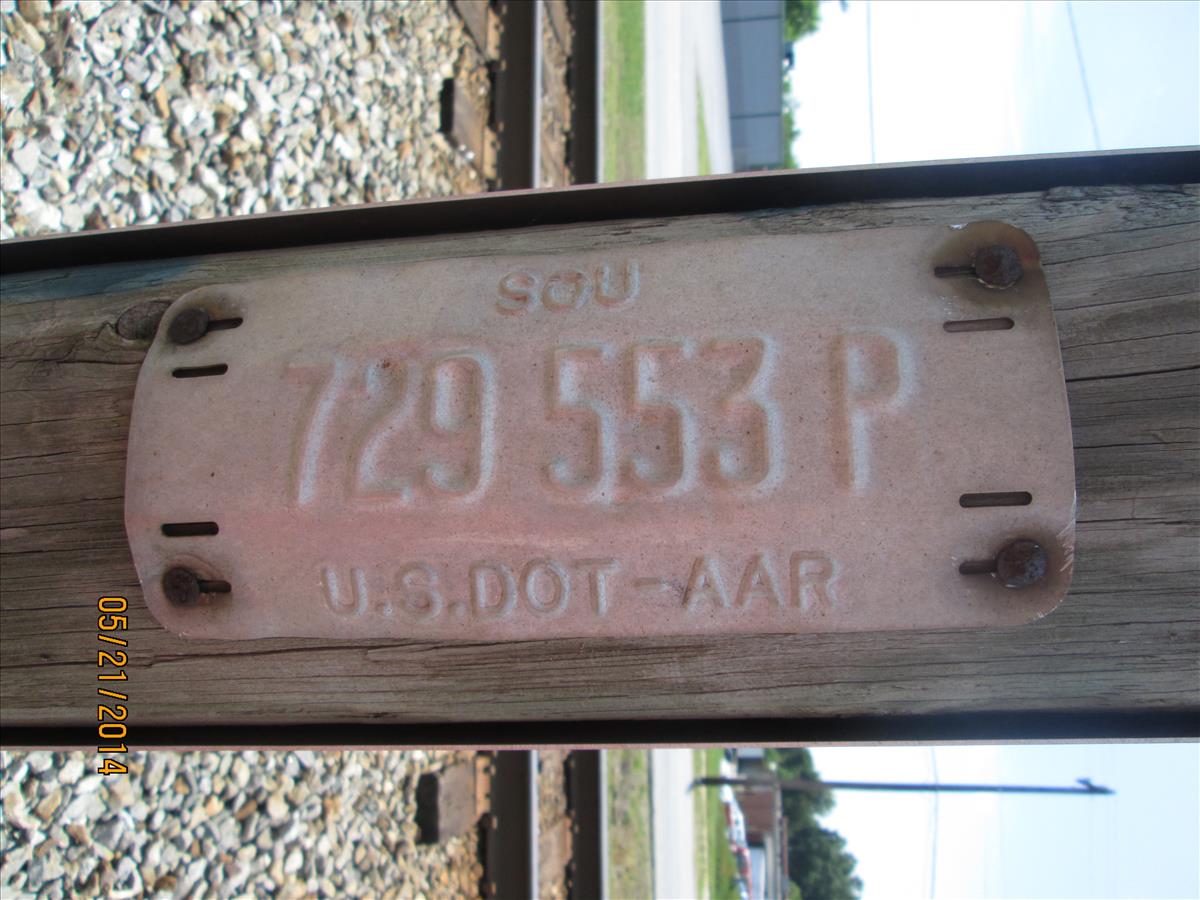 SOU
729 553 P
U.S.DOT-AAR
05/21/2014